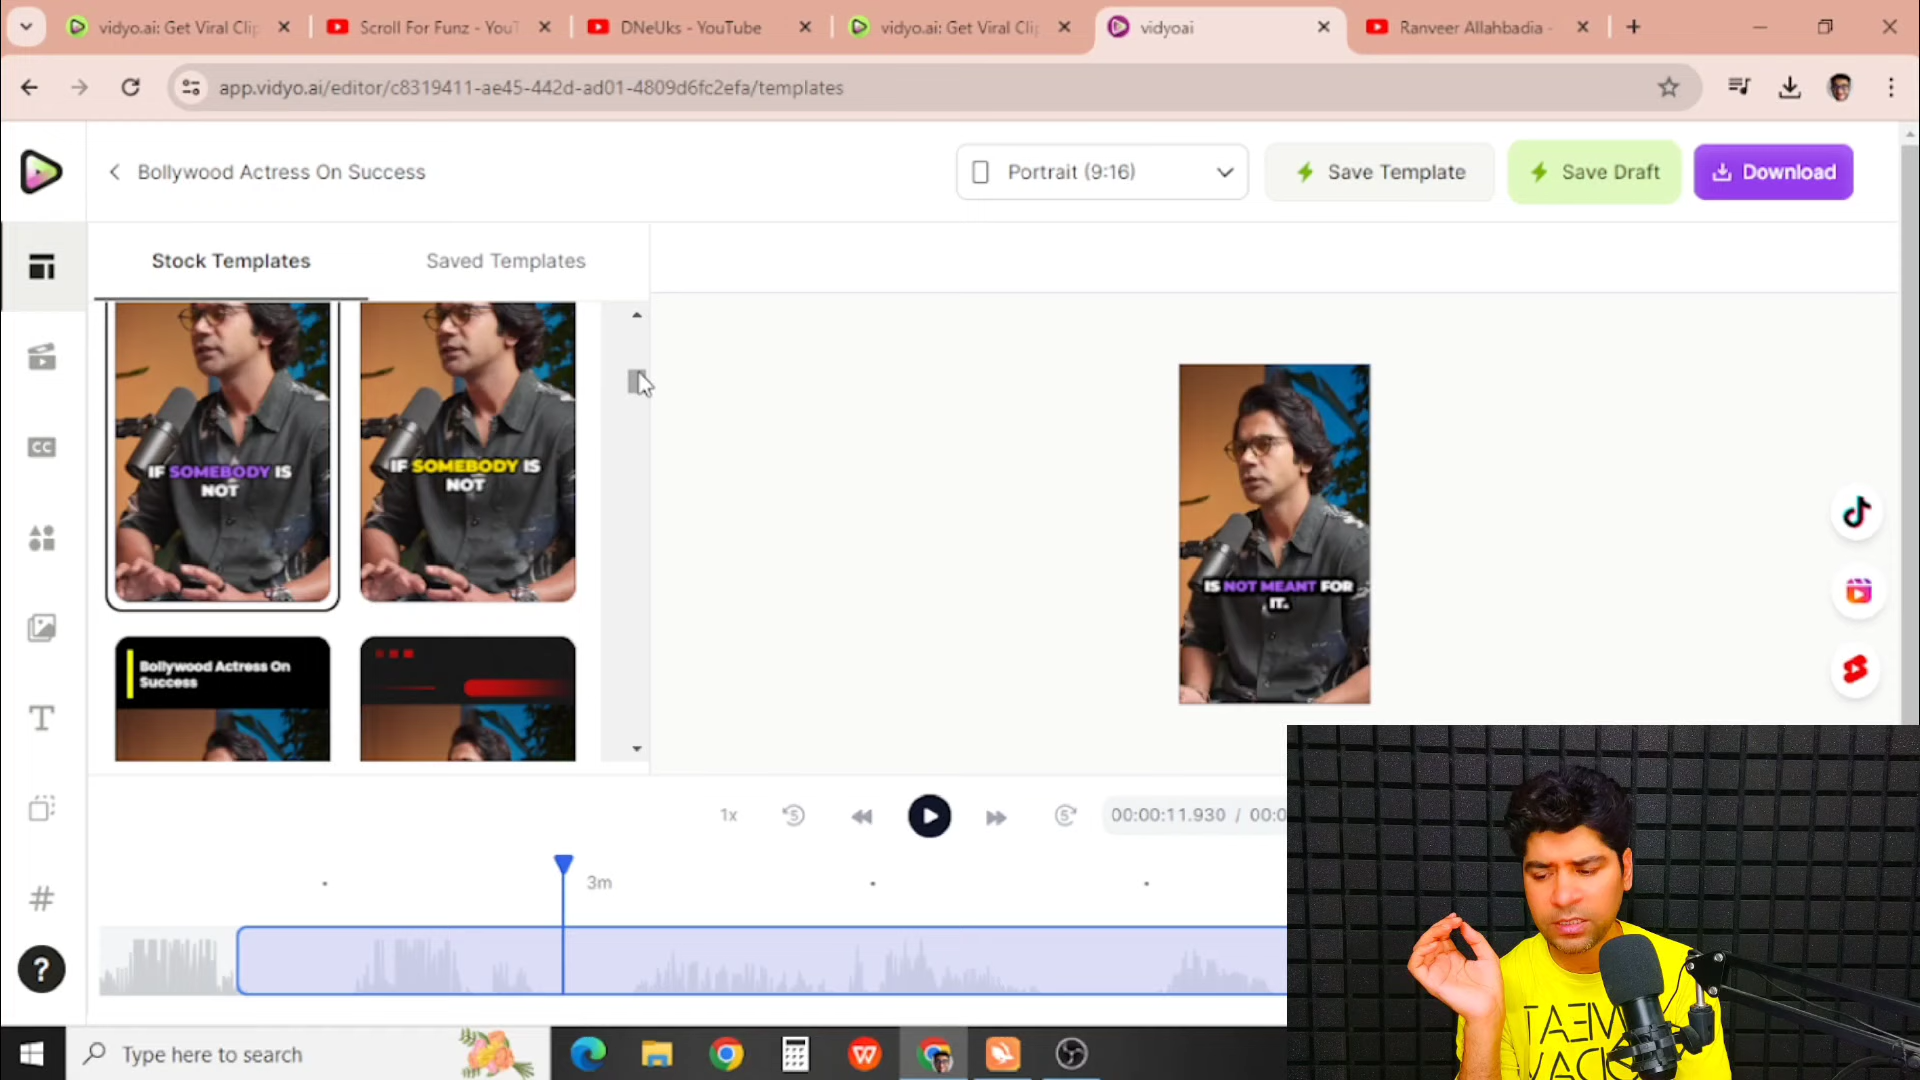 vidyo.ai: Get Viral Clip
Scroll For Funz - YouT
DNeUks - YouTube
vidyo.ai: Get Viral Clip
vidyoai
Ranveer Allahbadia -
app.vidyo.ai/editor/c8319411-ae45-442d-ad01-4809d6fc2efa/templates
Bollywood Actress On Success
Portrait (9:16)
Save Template
Save Draft
Download
Stock Templates
Saved Templates
CC
IF SOMEBODY IS
NOT
IF SOMEBODY IS
NOT
IS NOT MEANT FOR
IT.
Bollywood Actress On
Success
T
#
1x
5
5
00:00:11.930 / 00:0
3m
?
Type here to search
W